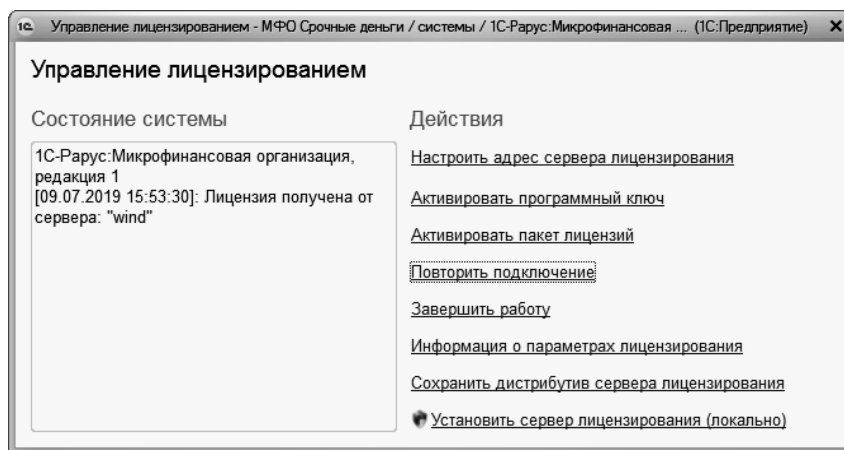 1С Управление лицензированием - МФО Срочные деньги / системы / 1С-Рарус:Микрофинансовая ... (1С:Предприятие)
Управление лицензированием
Состояние системы
1С-Рарус:Микрофинансовая организация,
редакция 1
[09.07.2019 15:53:30]: Лицензия получена от
сервера: "wind"
Действия
Настроить адрес сервера лицензирования
Активировать программный ключ
Активировать пакет лицензий
Повторить подключение
Завершить работу
Информация о параметрах лицензирования
Сохранить дистрибутив сервера лицензирования
Установить сервер лицензирования (локально)